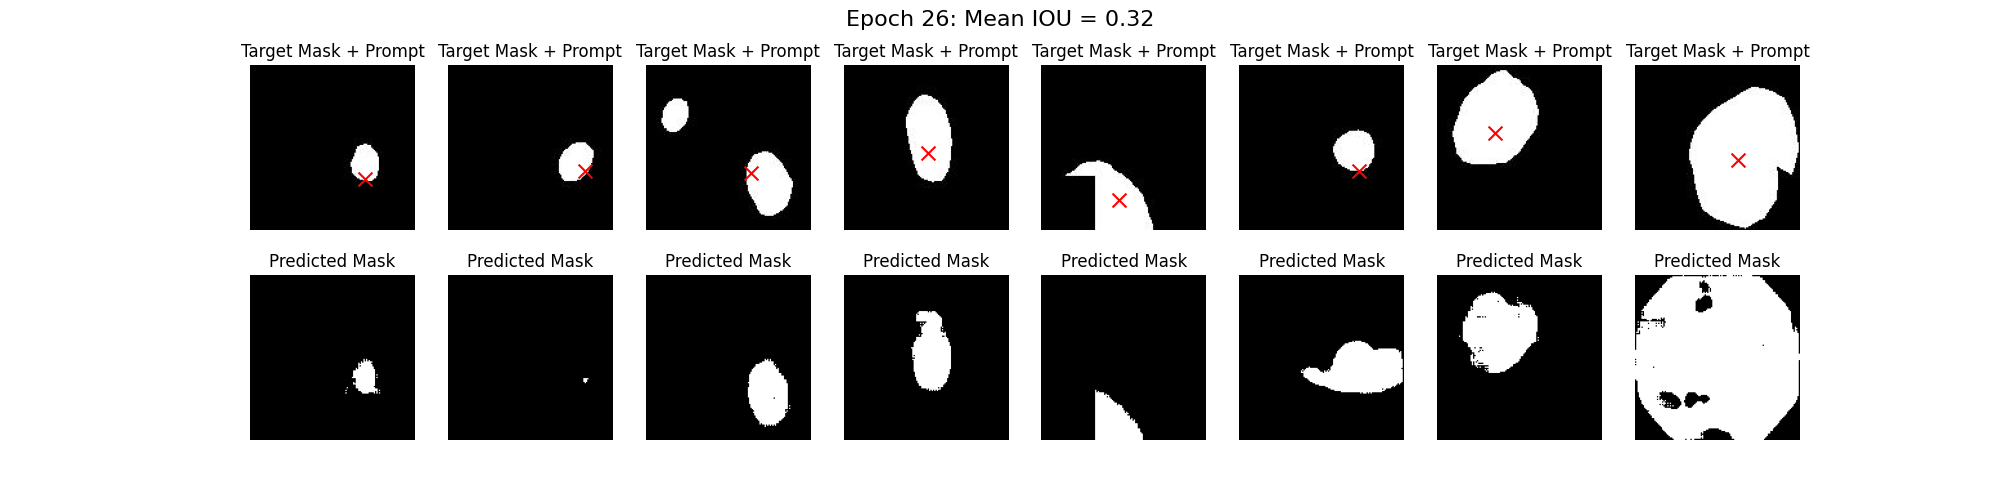 Epoch 26: Mean IOU = 0.32
Target Mask + Prompt Target Mask + Prompt Target Mask + Prompt Target Mask + Prompt Target Mask + Prompt Target Mask + Prompt Target Mask + Prompt Target Mask + Prompt
Predicted Mask Predicted Mask Predicted Mask Predicted Mask Predicted Mask Predicted Mask Predicted Mask Predicted Mask